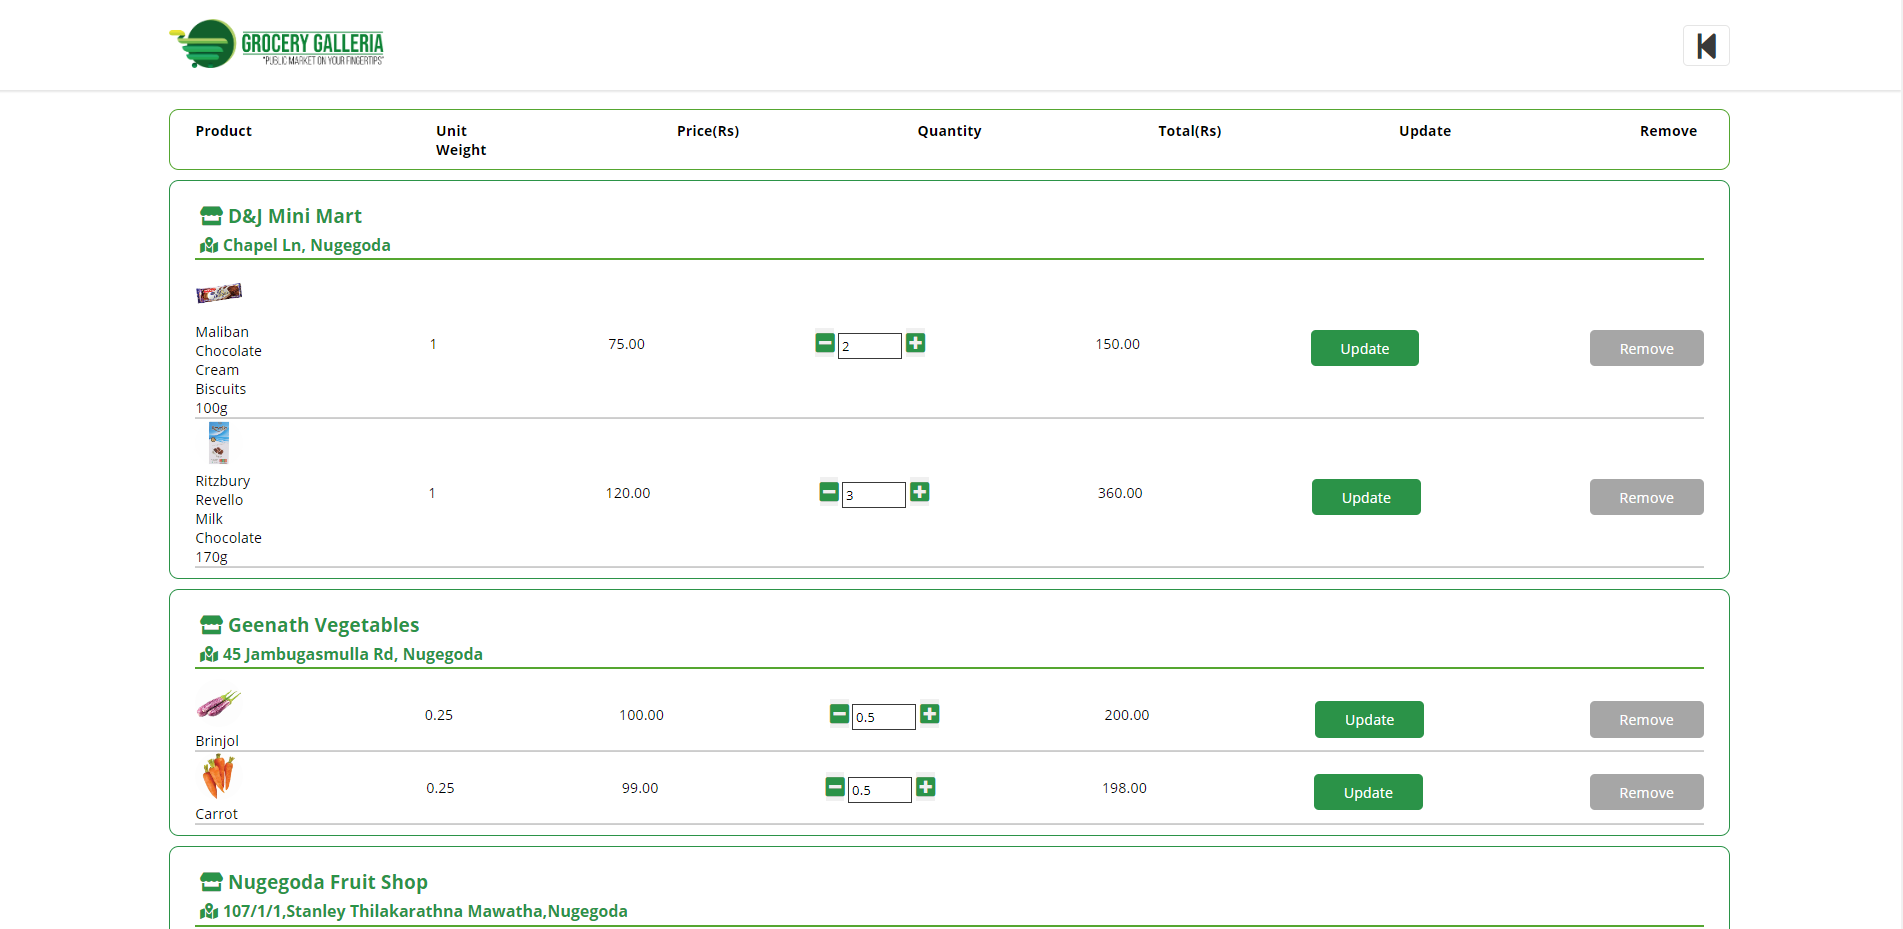 GROCERY GALLERIA
"PUBLIC MARKET ON YOUR FINGERTIPS"
Product Unit Weight Price(Rs) Quantity Total(Rs) Update Remove
D&J Mini Mart
Chapel Ln, Nugegoda
Maliban
Chocolate
Cream
Biscuits
100g
1 75.00 2 150.00 Update Remove
Ritzbury
Revello
Milk
Chocolate
170g
1 120.00 3 360.00 Update Remove
Geenath Vegetables
45 Jambugasmulla Rd, Nugegoda
Brinjol
0.25 100.00 0.5 200.00 Update Remove
Carrot
0.25 99.00 0.5 198.00 Update Remove
Nugegoda Fruit Shop
107/1/1,Stanley Thilakarathna Mawatha,Nugegoda